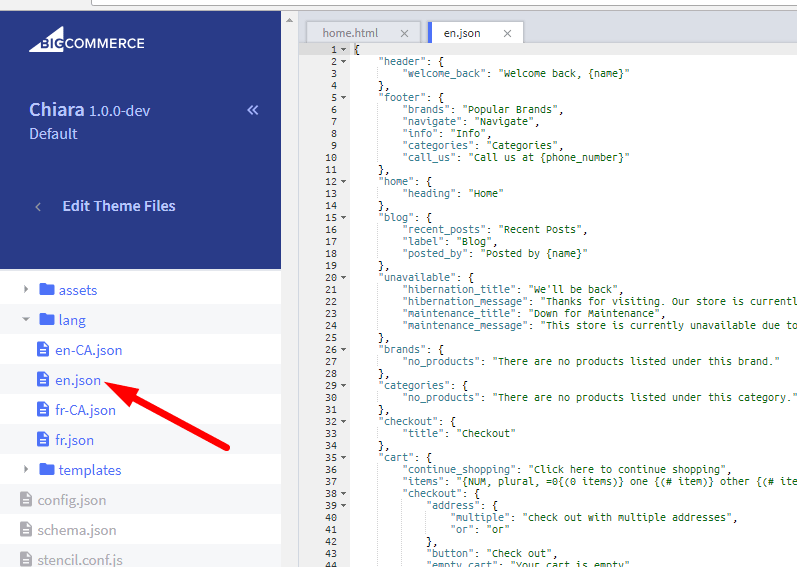 BIGCOMMERCE
Chiara 1.0.0-dev
Default
Edit Theme Files
assets
lang
en-CA.json
en.json
fr-CA.json
fr.json
templates
config.json
schema.json
stencil.conf.js
home.html
en.json
1 {
2 "header": {
3 "welcome_back": "Welcome back, {name}"
4 },
5 "footer": {
6 "brands": "Popular Brands",
7 "navigate": "Navigate",
8 "info": "Info",
9 "categories": "Categories",
10 "call_us": "Call us at {phone_number}"
11 },
12 "home": {
13 "heading": "Home"
14 },
15 "blog": {
16 "recent_posts": "Recent Posts",
17 "label": "Blog",
18 "posted_by": "Posted by {name}"
19 },
20 "unavailable": {
21 "hibernation_title": "We'll be back",
22 "hibernation_message": "Thanks for visiting. Our store is currentl
23 "maintenance_title": "Down for Maintenance",
24 "maintenance_message": "This store is currently unavailable due to
25 },
26 "brands": {
27 "no_products": "There are no products listed under this brand."
28 },
29 "categories": {
30 "no_products": "There are no products listed under this category."
31 },
32 "checkout": {
33 "title": "Checkout"
34 },
35 "cart": {
36 "continue_shopping": "Click here to continue shopping",
37 "items": "{NUM, plural, =0{(0 items)} one {(# item)} other {(# it
38 "checkout": {
39 "address": {
40 "multiple": "check out with multiple addresses",
41 "or": "or"
42 },
43 "button": "Check out",
44 "empty_cart": "Your cart is empty"